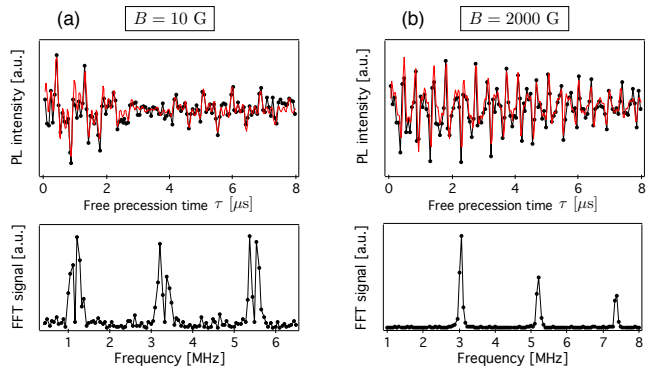 (a) B = 10 G
PL intensity [a.u.]
0 2 4 6 8
Free precession time τ [μs]
FFT signal [a.u.]
1 2 3 4 5 6
Frequency [MHz]
(b) B = 2000 G
PL intensity [a.u.]
0 2 4 6 8
Free precession time τ [μs]
FFT signal [a.u.]
1 2 3 4 5 6 7 8
Frequency [MHz]